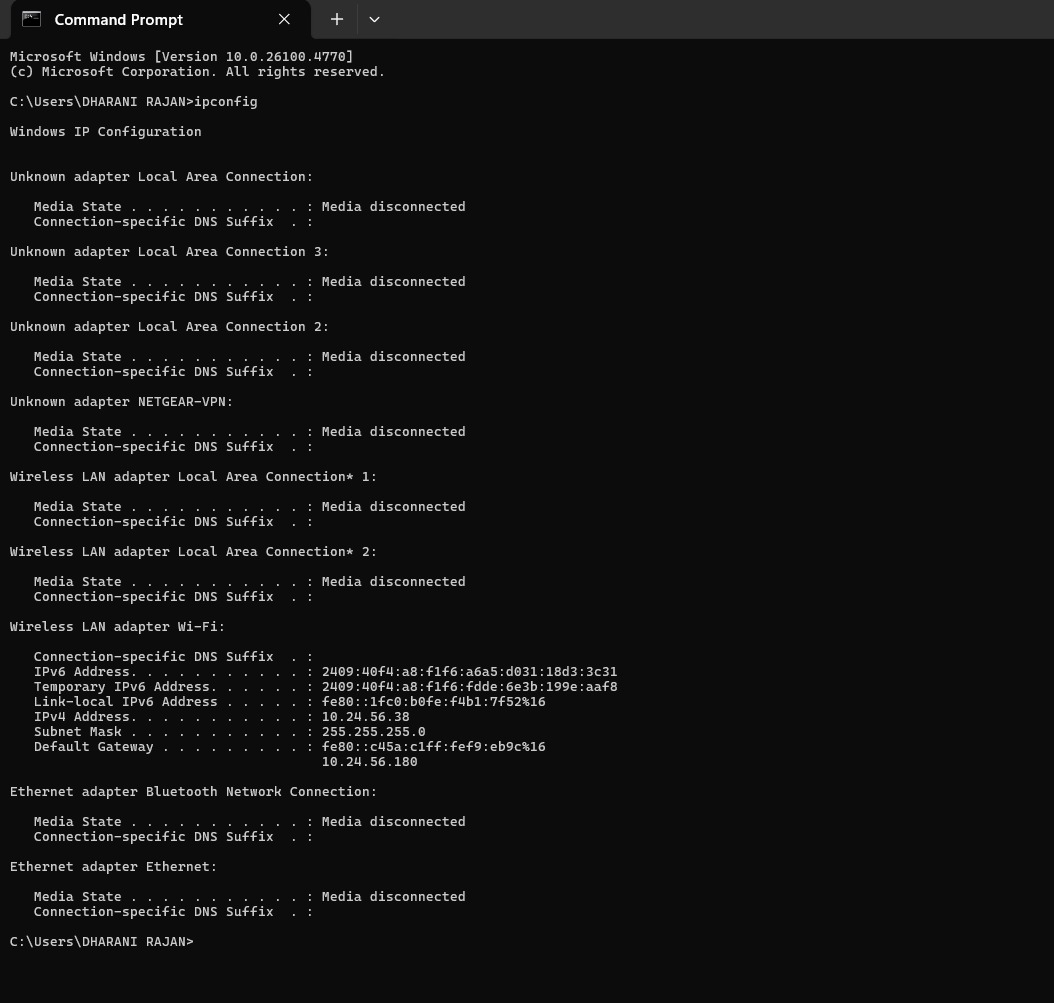 Command Prompt
Microsoft Windows [Version 10.0.26100.4770]
(c) Microsoft Corporation. All rights reserved.
C:\Users\DHARANI RAJAN>ipconfig
Windows IP Configuration
Unknown adapter Local Area Connection:
Media State . . . . . . . . . . . : Media disconnected
Connection-specific DNS Suffix  . :
Unknown adapter Local Area Connection 3:
Media State . . . . . . . . . . . : Media disconnected
Connection-specific DNS Suffix  . :
Unknown adapter Local Area Connection 2:
Media State . . . . . . . . . . . : Media disconnected
Connection-specific DNS Suffix  . :
Unknown adapter NETGEAR-VPN:
Media State . . . . . . . . . . . : Media disconnected
Connection-specific DNS Suffix  . :
Wireless LAN adapter Local Area Connection* 1:
Media State . . . . . . . . . . . : Media disconnected
Connection-specific DNS Suffix  . :
Wireless LAN adapter Local Area Connection* 2:
Media State . . . . . . . . . . . : Media disconnected
Connection-specific DNS Suffix  . :
Wireless LAN adapter Wi-Fi:
Connection-specific DNS Suffix  . :
IPv6 Address. . . . . . . . . . . : 2409:40f4:a8:f1f6:a6a5:d031:18d3:3c31
Temporary IPv6 Address. . . . . . : 2409:40f4:a8:f1f6:fdde:6e3b:199e:aaf8
Link-local IPv6 Address . . . . . : fe80::1fc0:b0fe:f4b1:7f52%16
IPv4 Address. . . . . . . . . . . : 10.24.56.38
Subnet Mask . . . . . . . . . . . : 255.255.255.0
Default Gateway . . . . . . . . . : fe80::c45a:c1ff:fef9:eb9c%16
10.24.56.180
Ethernet adapter Bluetooth Network Connection:
Media State . . . . . . . . . . . : Media disconnected
Connection-specific DNS Suffix  . :
Ethernet adapter Ethernet:
Media State . . . . . . . . . . . : Media disconnected
Connection-specific DNS Suffix  . :
C:\Users\DHARANI RAJAN>